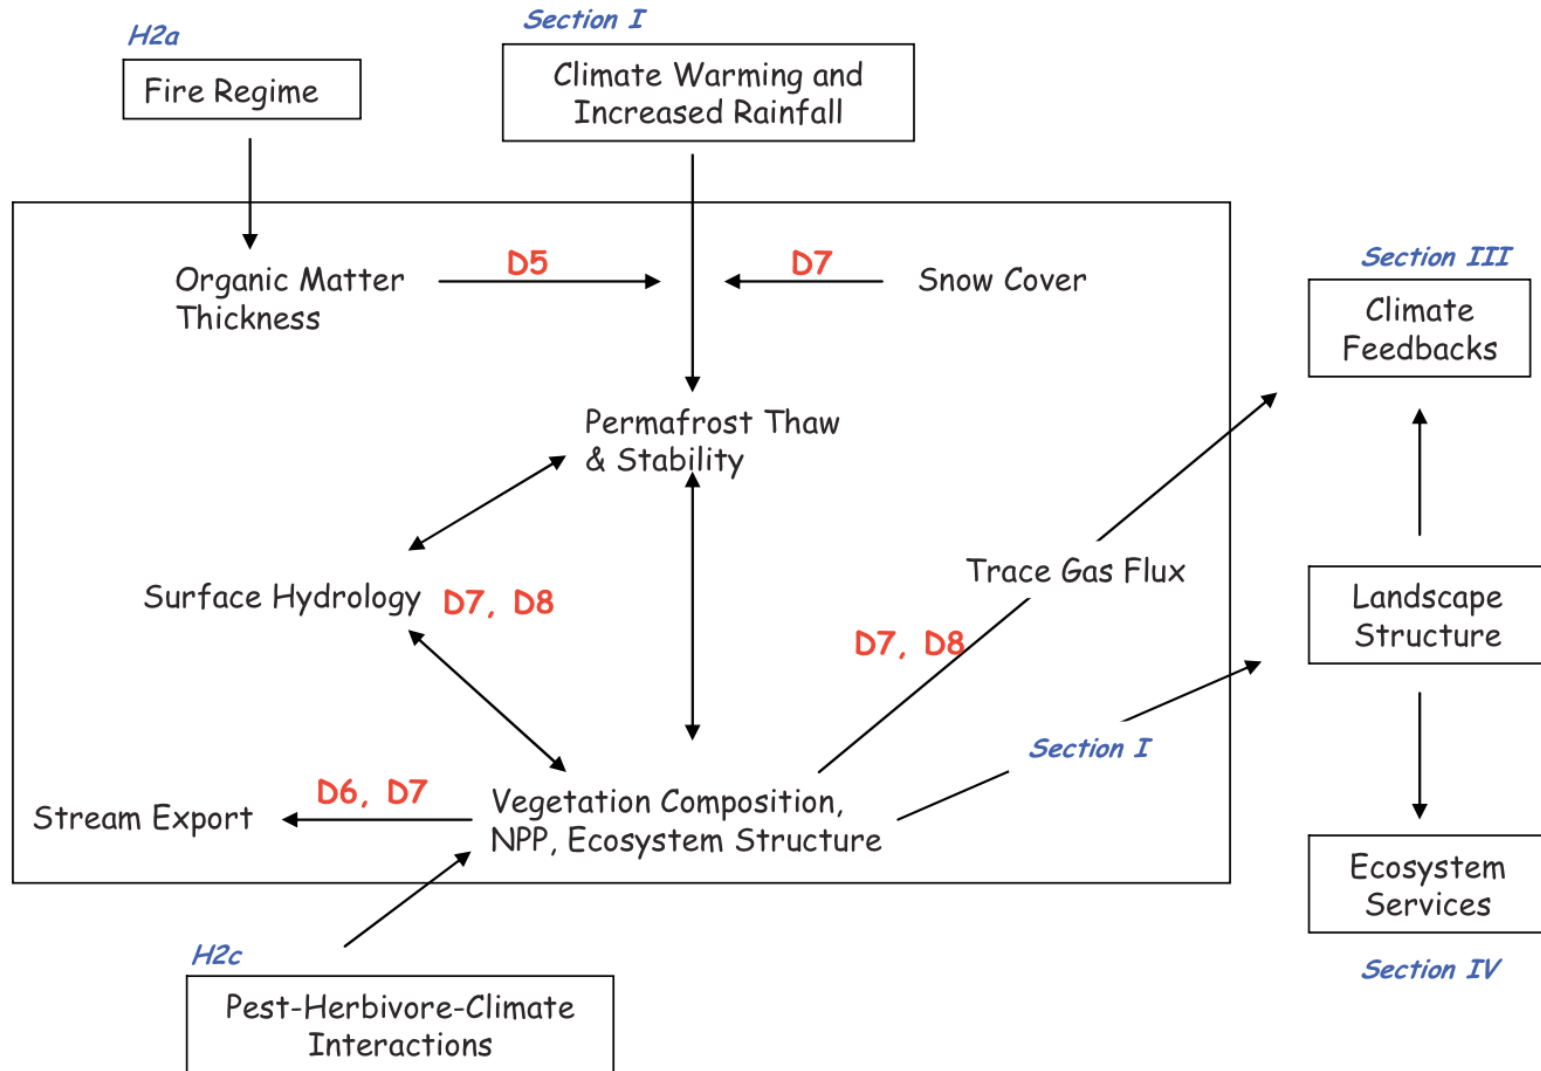 H2a
Section I
Fire Regime
Climate Warming and
Increased Rainfall
Organic Matter
Thickness
D5
D7
Snow Cover
Section III
Climate
Feedbacks
Permafrost Thaw
& Stability
Surface Hydrology
D7, D8
Trace Gas Flux
D7, D8
Landscape
Structure
Section I
Stream Export
D6, D7
Vegetation Composition,
NPP, Ecosystem Structure
Ecosystem
Services
Section IV
H2c
Pest-Herbivore-Climate
Interactions